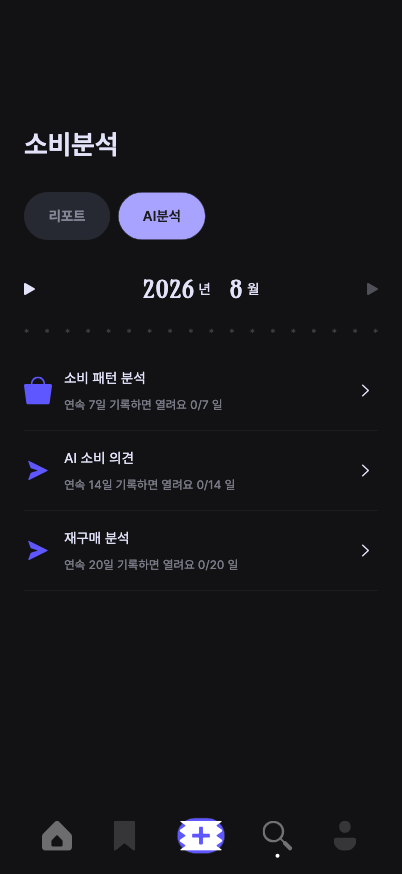 소비분석
리포트 AI분석
2026 년 8 월
소비 패턴 분석
연속 7일 기록하면 열려요 0/7 일
AI 소비 의견
연속 14일 기록하면 열려요 0/14 일
재구매 분석
연속 20일 기록하면 열려요 0/20 일